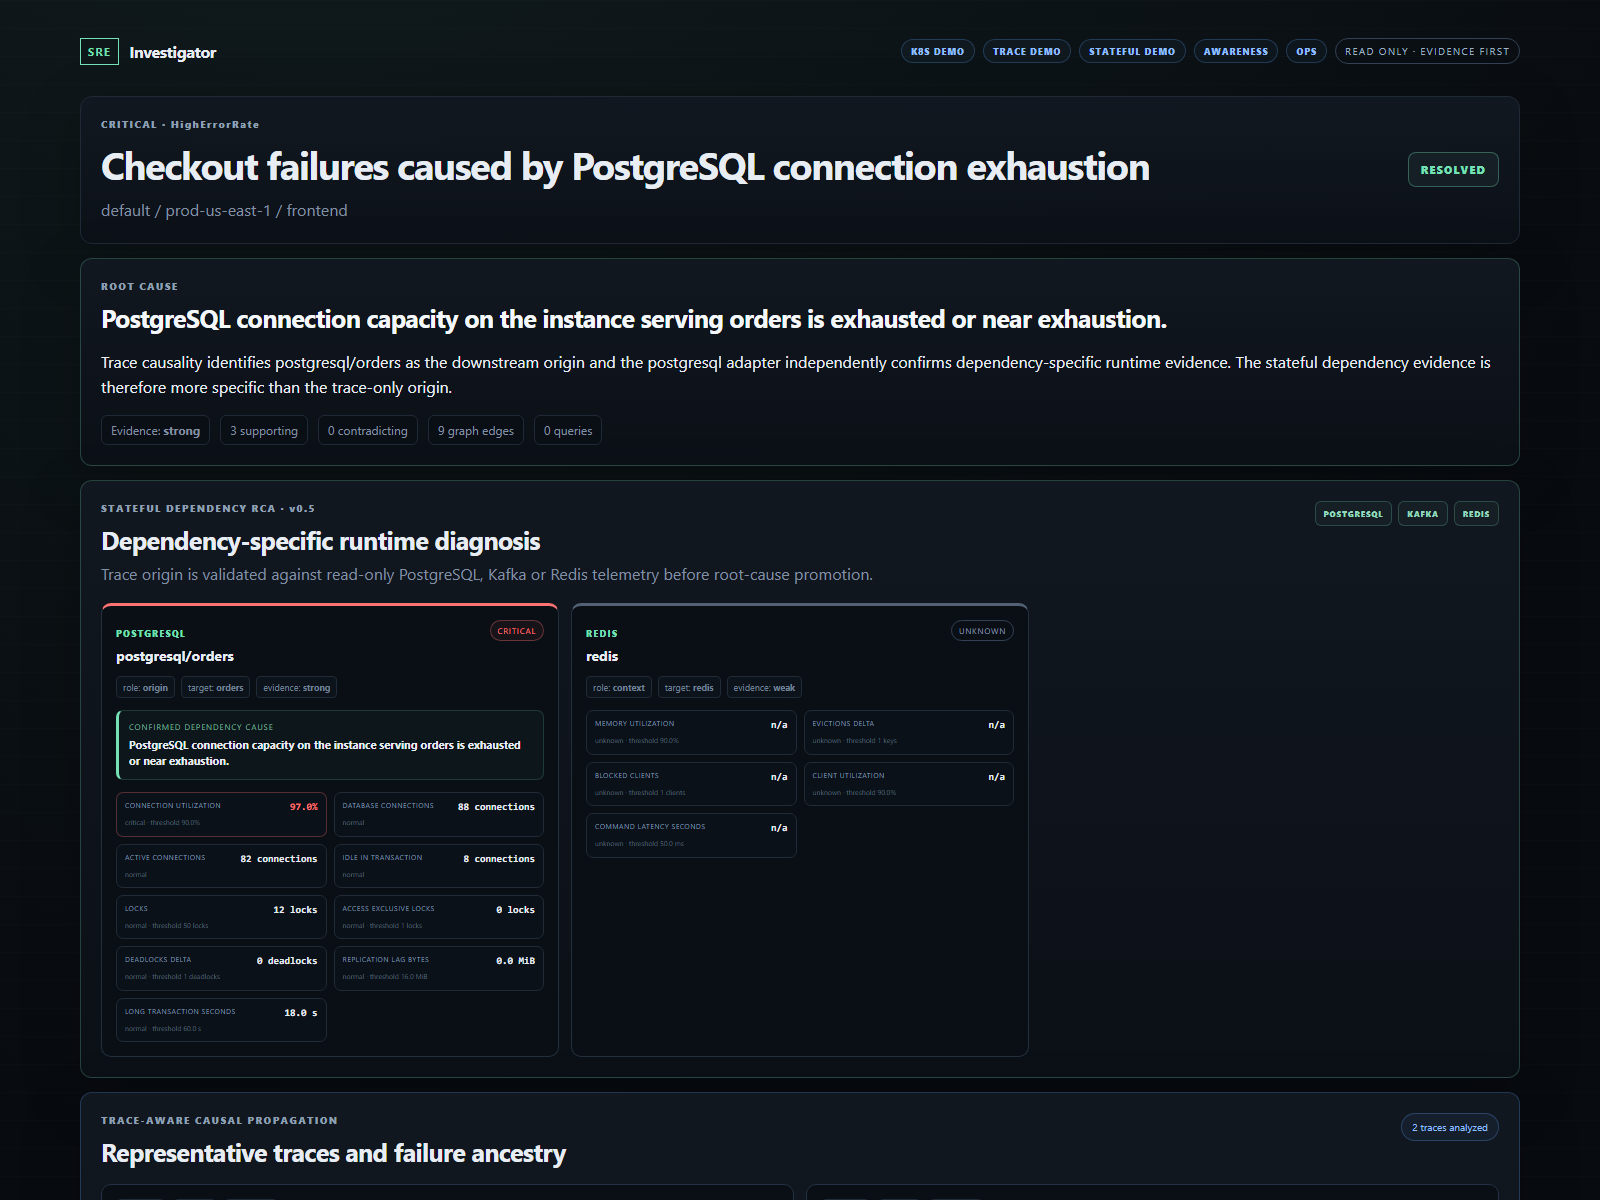 SRE Investigator
K8S DEMO TRACE DEMO STATEFUL DEMO AWARENESS OPS READ ONLY · EVIDENCE FIRST
CRITICAL · HighErrorRate
Checkout failures caused by PostgreSQL connection exhaustion
RESOLVED
default / prod-us-east-1 / frontend
ROOT CAUSE
PostgreSQL connection capacity on the instance serving orders is exhausted or near exhaustion.
Trace causality identifies postgresql/orders as the downstream origin and the postgresql adapter independently confirms dependency-specific runtime evidence. The stateful dependency evidence is
therefore more specific than the trace-only origin.
Evidence: strong 3 supporting 0 contradicting 9 graph edges 0 queries
STATEFUL DEPENDENCY RCA · v0.5
POSTGRESQL KAFKA REDIS
Dependency-specific runtime diagnosis
Trace origin is validated against read-only PostgreSQL, Kafka or Redis telemetry before root-cause promotion.
POSTGRESQL
CRITICAL
postgresql/orders
role: origin target: orders evidence: strong
CONFIRMED DEPENDENCY CAUSE
PostgreSQL connection capacity on the instance serving orders is exhausted
or near exhaustion.
CONNECTION UTILIZATION 97.0%
critical · threshold 90.0%
DATABASE CONNECTIONS 88 connections
normal
ACTIVE CONNECTIONS 82 connections
normal
IDLE IN TRANSACTION 8 connections
normal
LOCKS 12 locks
normal · threshold 50 locks
ACCESS EXCLUSIVE LOCKS 0 locks
normal · threshold 1 locks
DEADLOCKS DELTA 0 deadlocks
normal · threshold 1 deadlocks
REPLICATION LAG BYTES 0.0 MiB
normal · threshold 16.0 MiB
LONG TRANSACTION SECONDS 18.0 s
normal · threshold 60.0 s
REDIS
UNKNOWN
redis
role: context target: redis evidence: weak
MEMORY UTILIZATION n/a
unknown · threshold 90.0%
EVICTIONS DELTA n/a
unknown · threshold 1 keys
BLOCKED CLIENTS n/a
unknown · threshold 1 clients
CLIENT UTILIZATION n/a
unknown · threshold 90.0%
COMMAND LATENCY SECONDS n/a
unknown · threshold 50.0 ms
TRACE-AWARE CAUSAL PROPAGATION
2 traces analyzed
Representative traces and failure ancestry